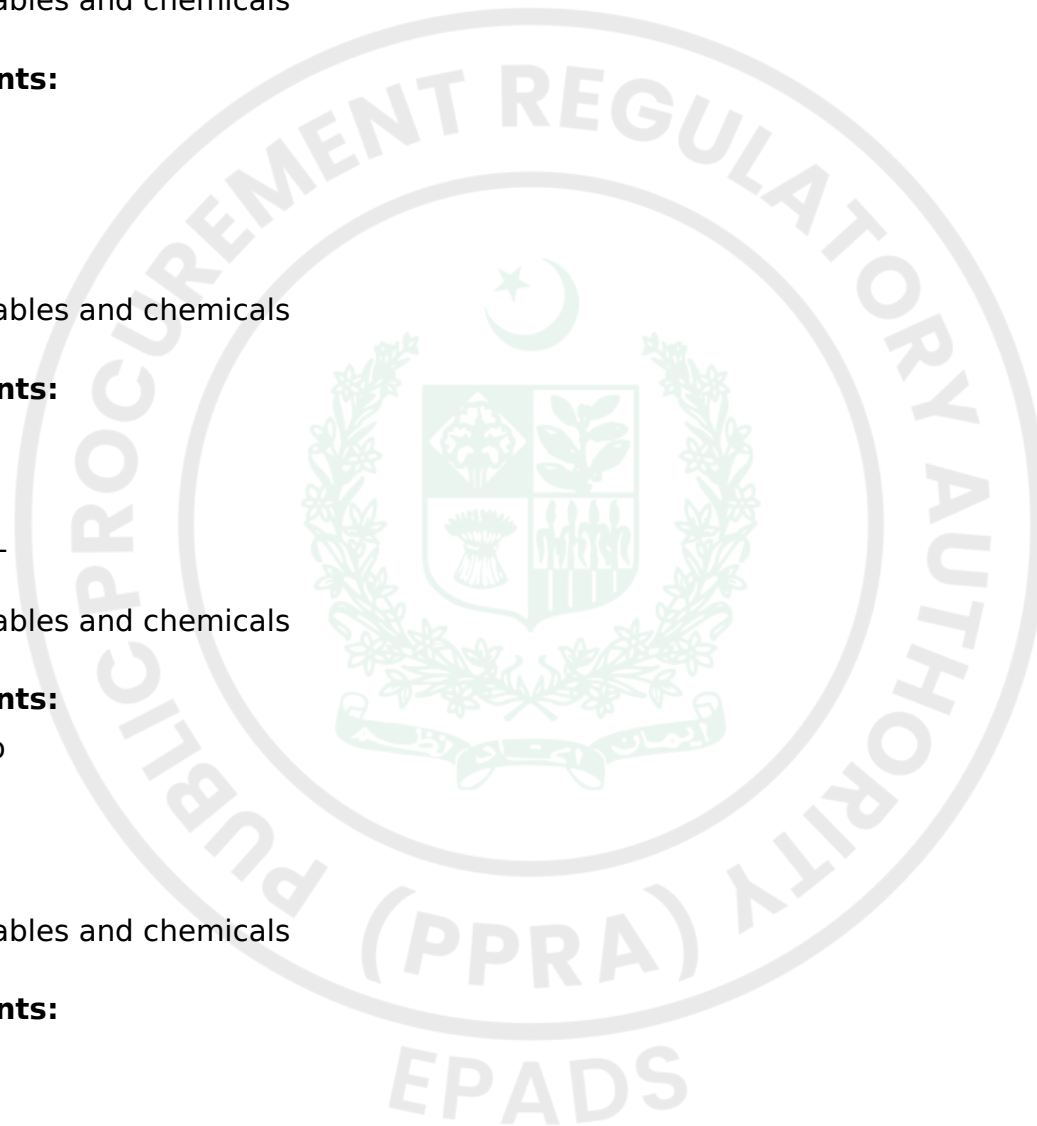 ables and chemicals
nts:
ables and chemicals
nts:
ables and chemicals
nts:
ables and chemicals
nts:
PUBLIC PROCUREMENT REGULATORY AUTHORITY
(PPRA)
EPADS